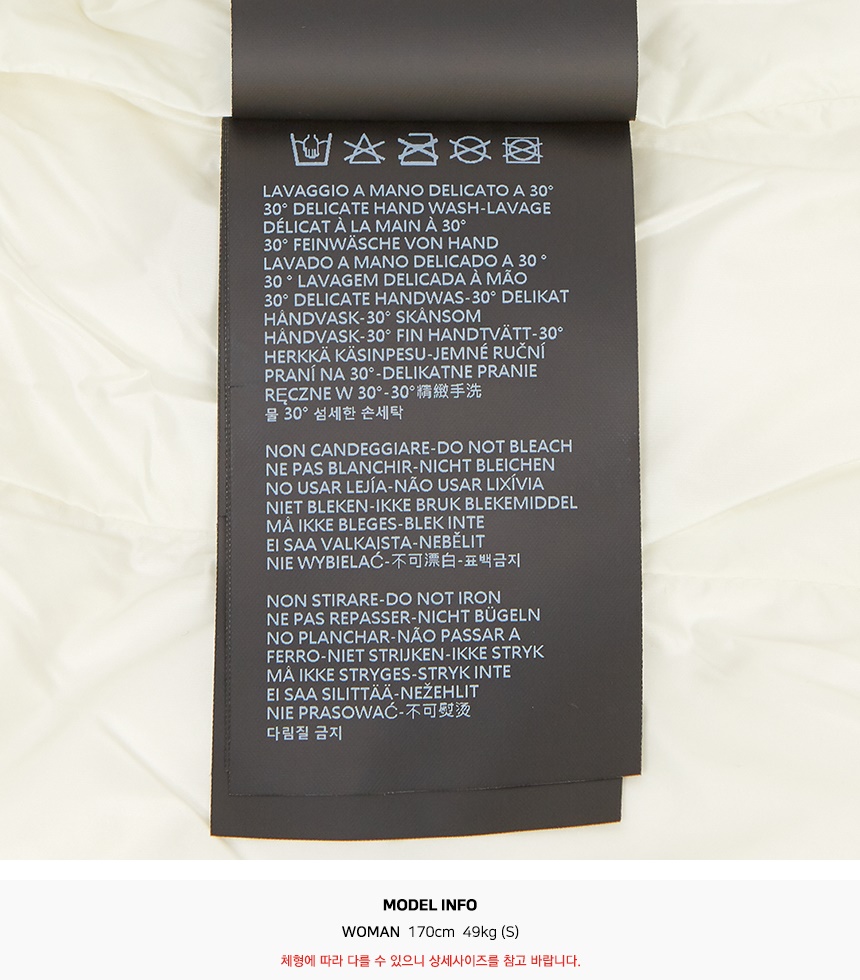 LAVAGGIO A MANO DELICATO A 30°
30° DELICATE HAND WASH-LAVAGE
DÉLICAT À LA MAIN À 30°
30° FEINWÄSCHE VON HAND
LAVADO A MANO DELICADO A 30 °
30 ° LAVAGEM DELICADA À MÃO
30° DELICATE HANDWAS-30° DELIKAT
HÅNDVASK-30° SKÅNSOM
HÅNDVASK-30° FIN HANDTVÄTT-30°
HERKKÄ KÄSINPESU-JEMNÉ RUČNÍ
PRANÍ NA 30°-DELIKATNE PRANIE
RĘCZNE W 30°-30°精緻手洗
물 30° 섬세한 손세탁
NON CANDEGGIARE-DO NOT BLEACH
NE PAS BLANCHIR-NICHT BLEICHEN
NO USAR LEJÍA-NÃO USAR LIXÍVIA
NIET BLEKEN-IKKE BRUK BLEKEMIDDEL
MÅ IKKE BLEGES-BLEK INTE
EI SAA VALKAISTA-NEBĚLIT
NIE WYBIELAĆ-不可漂白-표백금지
NON STIRARE-DO NOT IRON
NE PAS REPASSER-NICHT BÜGELN
NO PLANCHAR-NÃO PASSAR A
FERRO-NIET STRIJKEN-IKKE STRYK
MÅ IKKE STRYGES-STRYK INTE
EI SAA SILITTÄÄ-NEŽEHLIT
NIE PRASOWAĆ-不可熨烫
다림질 금지
MODEL INFO
WOMAN 170cm 49kg (S)
체형에 따라 다를 수 있으니 상세사이즈를 참고 바랍니다.